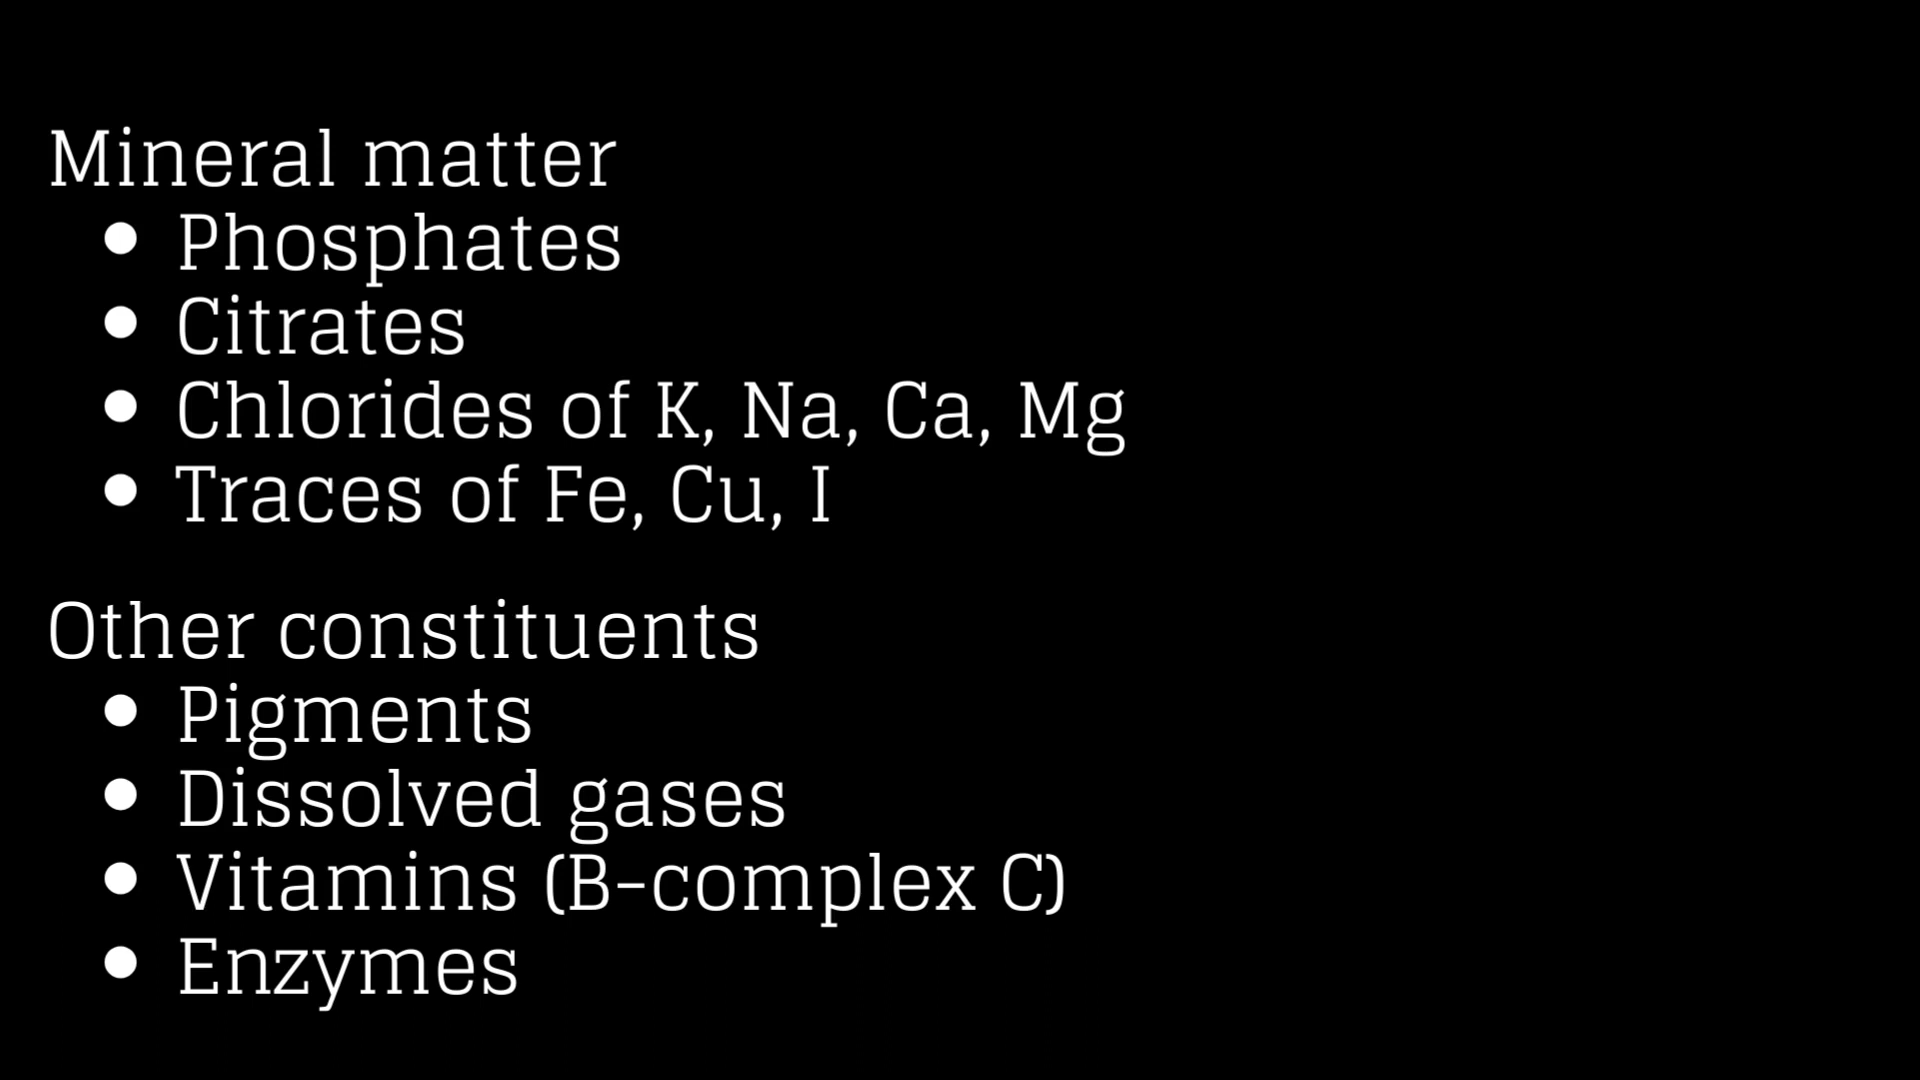 Mineral matter
● Phosphates
● Citrates
● Chlorides of K, Na, Ca, Mg
● Traces of Fe, Cu, I
Other constituents
● Pigments
● Dissolved gases
● Vitamins (B-complex C)
● Enzymes